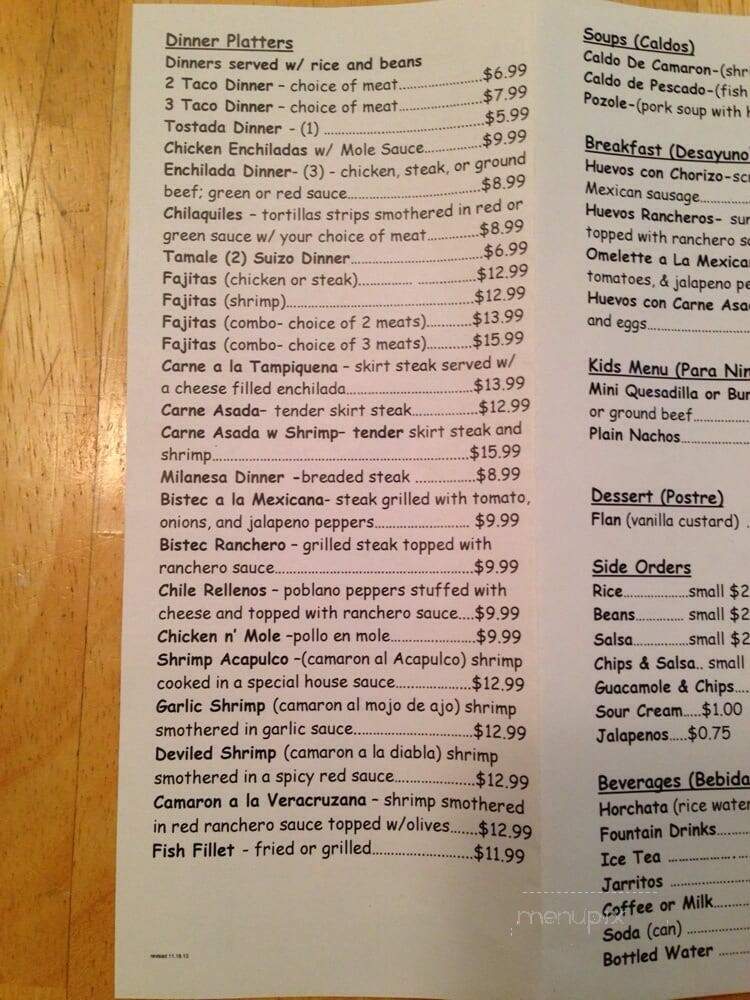 Dinner Platters
Dinners served w/ rice and beans
2 Taco Dinner - choice of meat..................$6.99
3 Taco Dinner - choice of meat..................$7.99
Tostada Dinner - (1) ..................................$5.99
Chicken Enchiladas w/ Mole Sauce............$9.99
Enchilada Dinner- (3) - chicken, steak, or ground
beef; green or red sauce............................$8.99
Chilaquiles - tortillas strips smothered in red or
green sauce w/ your choice of meat............$8.99
Tamale (2) Suizo Dinner............................$6.99
Fajitas (chicken or steak)............. .............$12.99
Fajitas (shrimp).......................................$12.99
Fajitas (combo- choice of 2 meats)..........$13.99
Fajitas (combo- choice of 3 meats)..........$15.99
Carne a la Tampiquena - skirt steak served w/
a cheese filled enchilada..........................$13.99
Carne Asada- tender skirt steak..............$12.99
Carne Asada w Shrimp- tender skirt steak and
shrimp.....................................................$15.99
Milanesa Dinner -breaded steak .............$8.99
Bistec a la Mexicana- steak grilled with tomato,
onions, and jalapeno peppers.................... $9.99
Bistec Ranchero - grilled steak topped with
ranchero sauce.........................................$9.99
Chile Rellenos - poblano peppers stuffed with
cheese and topped with ranchero sauce....$9.99
Chicken n' Mole -pollo en mole..................$9.99
Shrimp Acapulco -(camaron al Acapulco) shrimp
cooked in a special house sauce...............$12.99
Garlic Shrimp (camaron al mojo de ajo) shrimp
smothered in garlic sauce.........................$12.99
Deviled Shrimp (camaron a la diabla) shrimp
smothered in a spicy red sauce................$12.99
Camaron a la Veracruzana - shrimp smothered
in red ranchero sauce topped w/olives......$12.99
Fish Fillet - fried or grilled.....................$11.99
revised 11.18.13
Soups (Caldos)
Caldo De Camaron-(shr
Caldo de Pescado-(fish
Pozole-(pork soup with
Breakfast (Desayuno
Huevos con Chorizo-sc
Mexican sausage............
Huevos Rancheros- su
topped with ranchero s
Omelette a La Mexica
tomatoes, & jalapeno pe
Huevos con Carne Asa
and eggs......................
Kids Menu (Para Nin
Mini Quesadilla or Bur
or ground beef..............
Plain Nachos................
Dessert (Postre)
Flan (vanilla custard) .
Side Orders
Rice................small $2
Beans............ small $2
Salsa.............small $2
Chips & Salsa.. small
Guacamole & Chips....
Sour Cream.....$1.00
Jalapenos.....$0.75
Beverages (Bebida
Horchata (rice water
Fountain Drinks........
Ice Tea ....................
Jarritos ...................
Coffee or Milk.........
Soda (can) ...............
Bottled Water ........
menupix